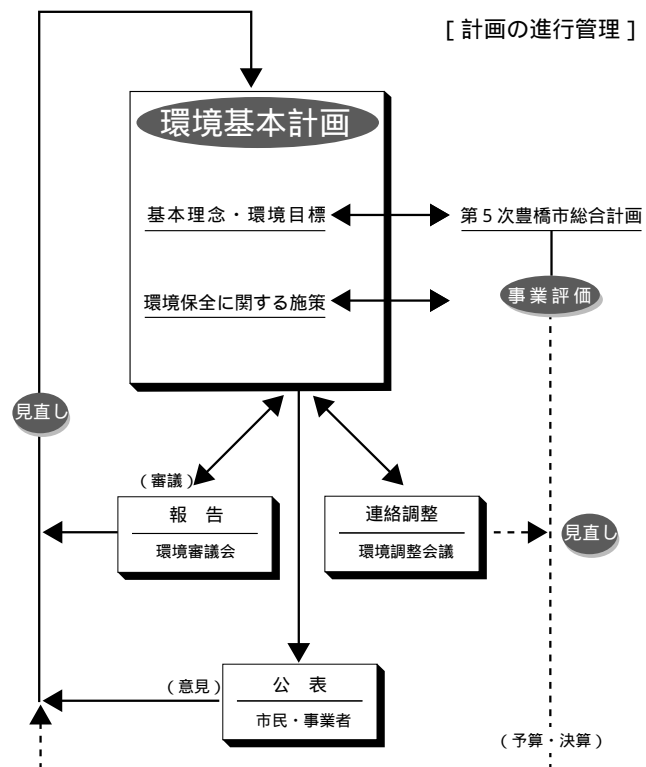 [ 計画の進行管理 ]
環境基本計画
基本理念・環境目標
第５次豊橋市総合計画
環境保全に関する施策
事業評価
見直し
（審議）
報　告
環境審議会
連絡調整
環境調整会議
見直し
（意見）
公　表
市民・事業者
（予算・決算）